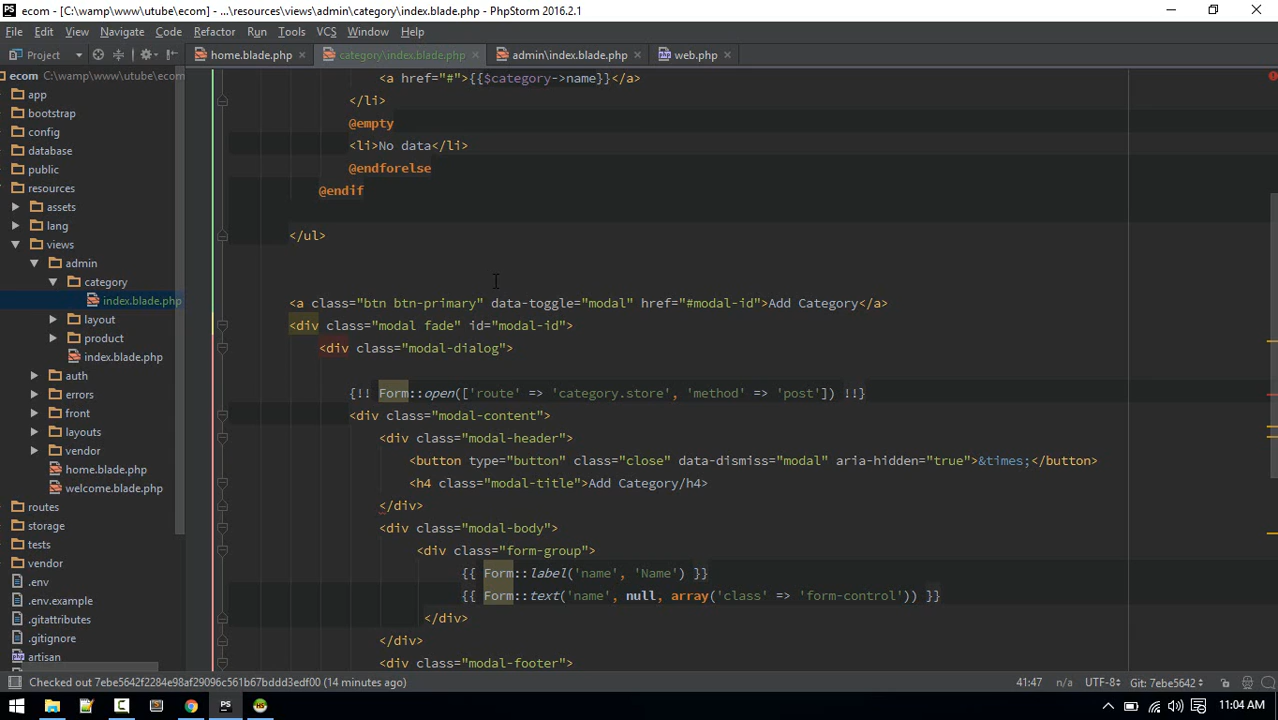 ecom - [C:\wamp\www\utube\ecom] - ...\resources\views\admin\category\index.blade.php - PhpStorm 2016.2.1
File Edit View Navigate Code Refactor Run Tools VCS Window Help
Project home.blade.php category\index.blade.php admin\index.blade.php web.php
ecom C:\wamp\www\utube\ecom
app
bootstrap
config
database
public
resources
assets
lang
views
admin
category
index.blade.php
layout
product
index.blade.php
auth
errors
front
layouts
vendor
home.blade.php
welcome.blade.php
routes
storage
tests
vendor
.env
.env.example
.gitattributes
.gitignore
artisan
<a href="#">{{$category->name}}</a>
</li>
@empty
<li>No data</li>
@endforelse
@endif
</ul>
<a class="btn btn-primary" data-toggle="modal" href="#modal-id">Add Category</a>
<div class="modal fade" id="modal-id">
<div class="modal-dialog">
{!! Form::open(['route' => 'category.store', 'method' => 'post']) !!}
<div class="modal-content">
<div class="modal-header">
<button type="button" class="close" data-dismiss="modal" aria-hidden="true">&times;</button>
<h4 class="modal-title">Add Category/h4>
</div>
<div class="modal-body">
<div class="form-group">
{{ Form::label('name', 'Name') }}
{{ Form::text('name', null, array('class' => 'form-control')) }}
</div>
</div>
<div class="modal-footer">
Checked out 7ebe5642f2284e98af29096c561b67bddd3edf00 (14 minutes ago) 41:47 n/a UTF-8 Git: 7ebe5642
PS HS 11:04 AM